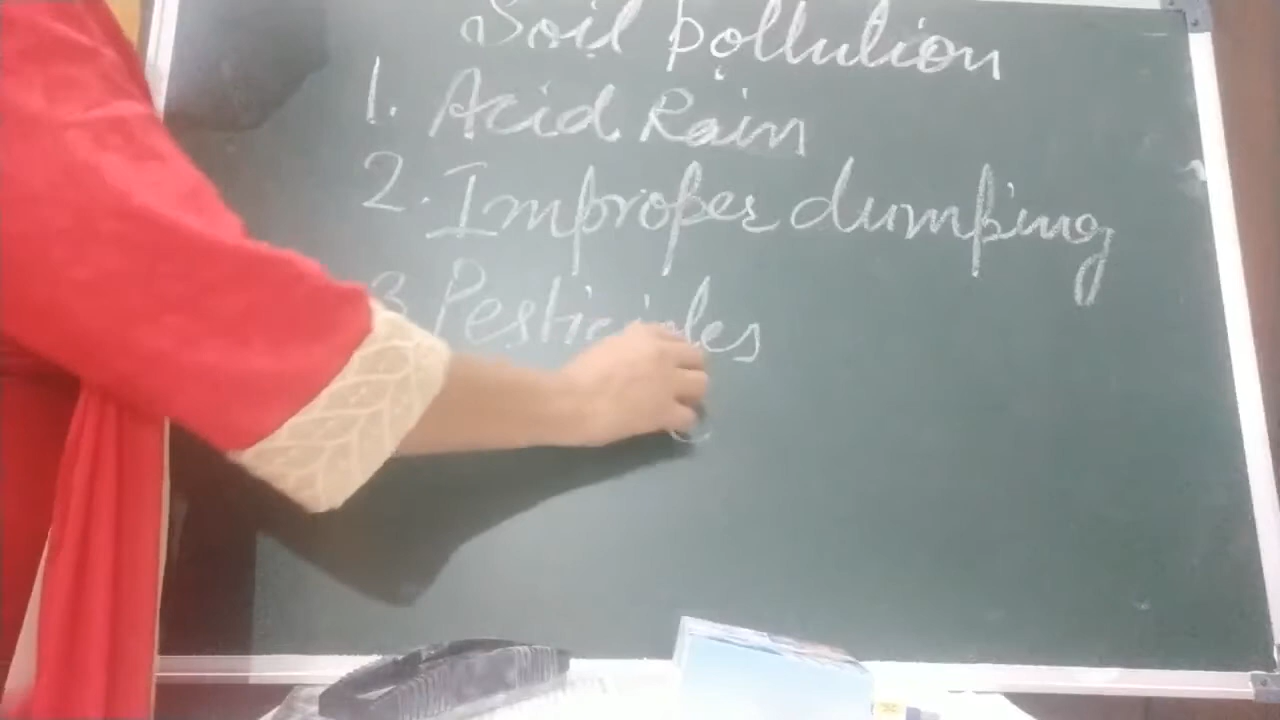 Soil pollution
1. Acid Rain
2. Improper dumping
3. Pesticides